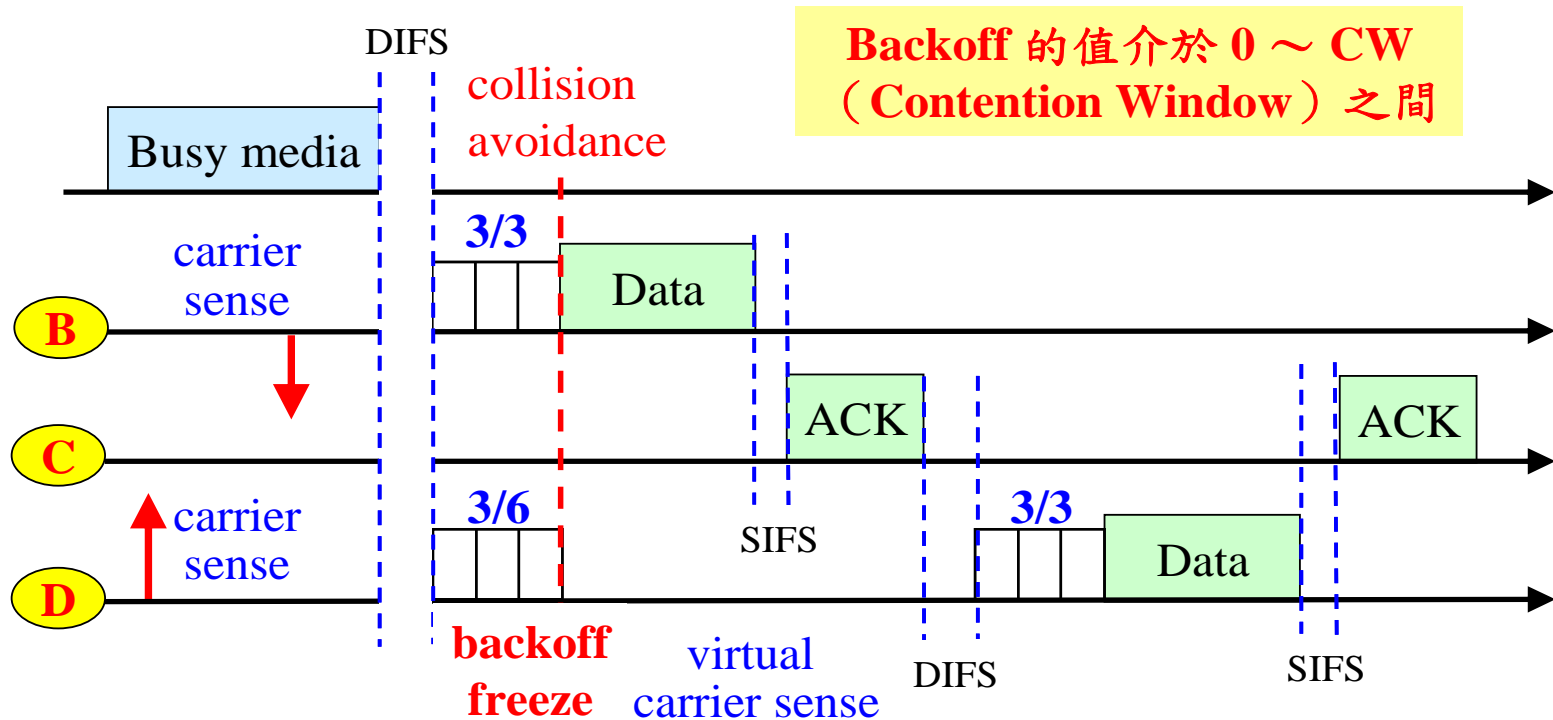 DIFS
Backoff 的值介於 0 ～ CW
（Contention Window）之間
collision
avoidance
Busy media
carrier
sense
3/3
Data
B
ACK
ACK
C
carrier
sense
3/6
SIFS
3/3
Data
D
backoff
freeze
virtual
carrier sense
DIFS
SIFS